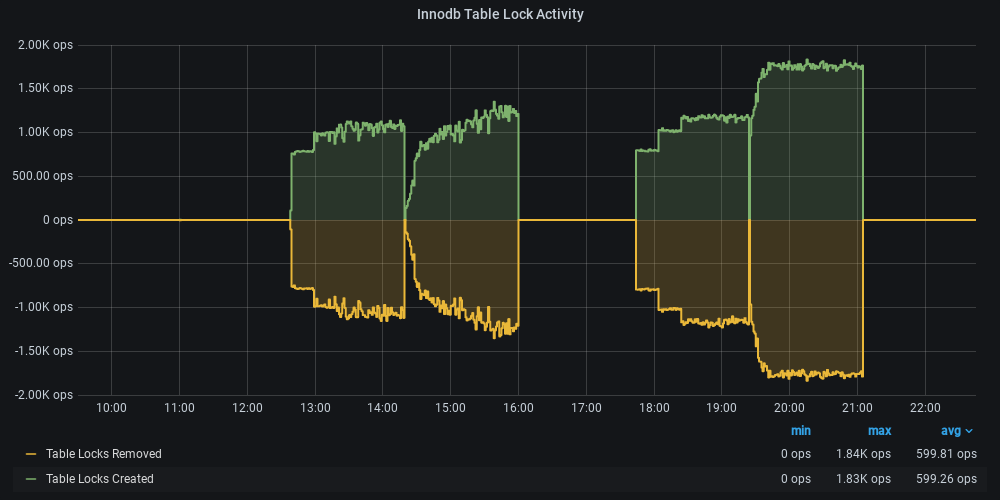 Innodb Table Lock Activity
2.00K ops
1.50K ops
1.00K ops
500.00 ops
0 ops
-500.00 ops
-1.00K ops
-1.50K ops
-2.00K ops
10:00 11:00 12:00 13:00 14:00 15:00 16:00 17:00 18:00 19:00 20:00 21:00 22:00
min max avg
Table Locks Removed 0 ops 1.84K ops 599.81 ops
Table Locks Created 0 ops 1.83K ops 599.26 ops